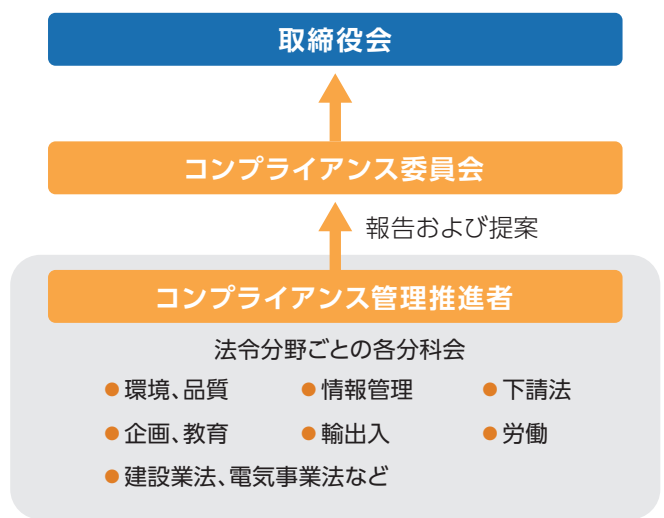 取締役会
コンプライアンス委員会
報告および提案
コンプライアンス管理推進者
法令分野ごとの各分科会
●環境、品質 ●情報管理 ●下請法
●企画、教育 ●輸出入 ●労働
●建設業法、電気事業法など